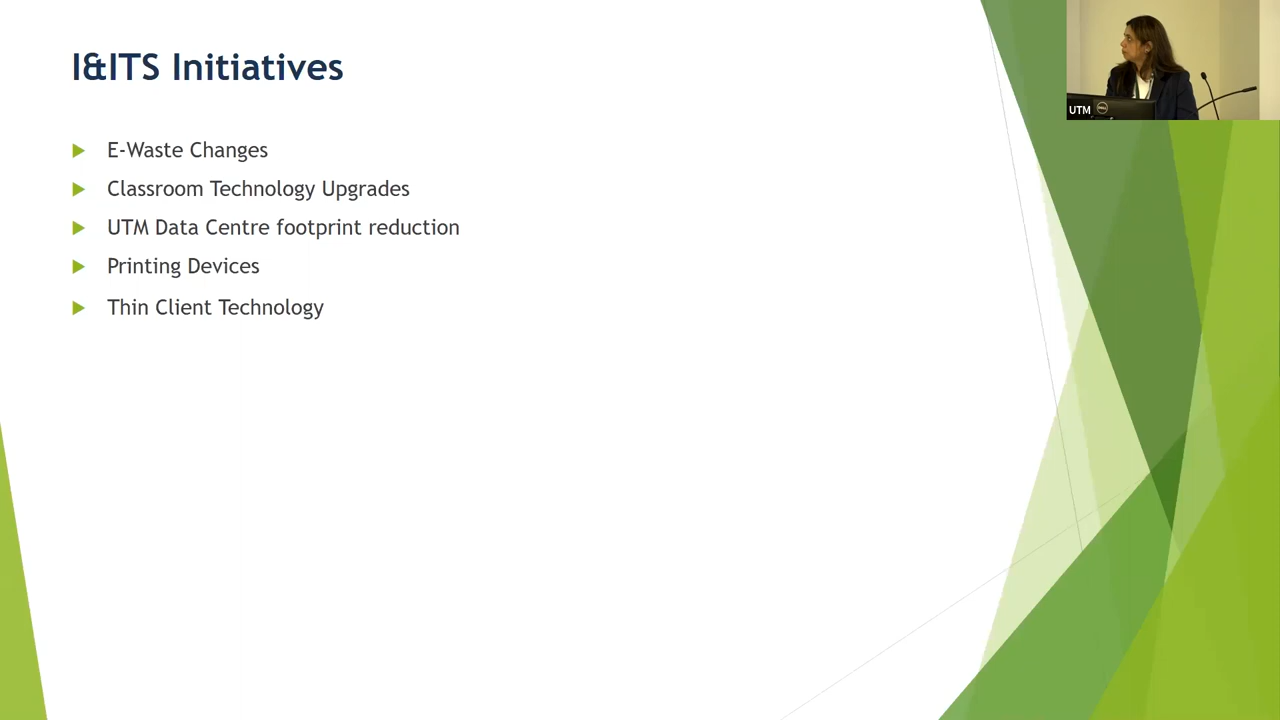 I&ITS Initiatives
E-Waste Changes
Classroom Technology Upgrades
UTM Data Centre footprint reduction
Printing Devices
Thin Client Technology
UTM